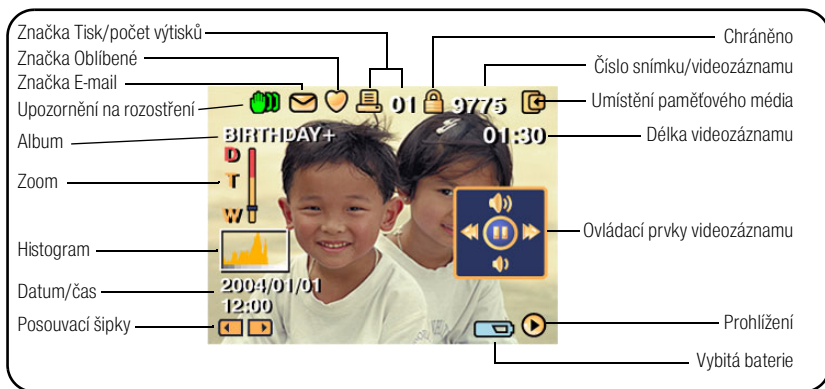 Značka Tisk/počet výtisků
Značka Oblíbené
Značka E-mail
Upozornění na rozostření
Album
Zoom
Histogram
Datum/čas
Posouvací šipky
01
9775
BIRTHDAY+
01:30
D
T
W
2004/01/01
12:00
Chráněno
Číslo snímku/videozáznamu
Umístění paměťového média
Délka videozáznamu
Ovládací prvky videozáznamu
Prohlížení
Vybitá baterie